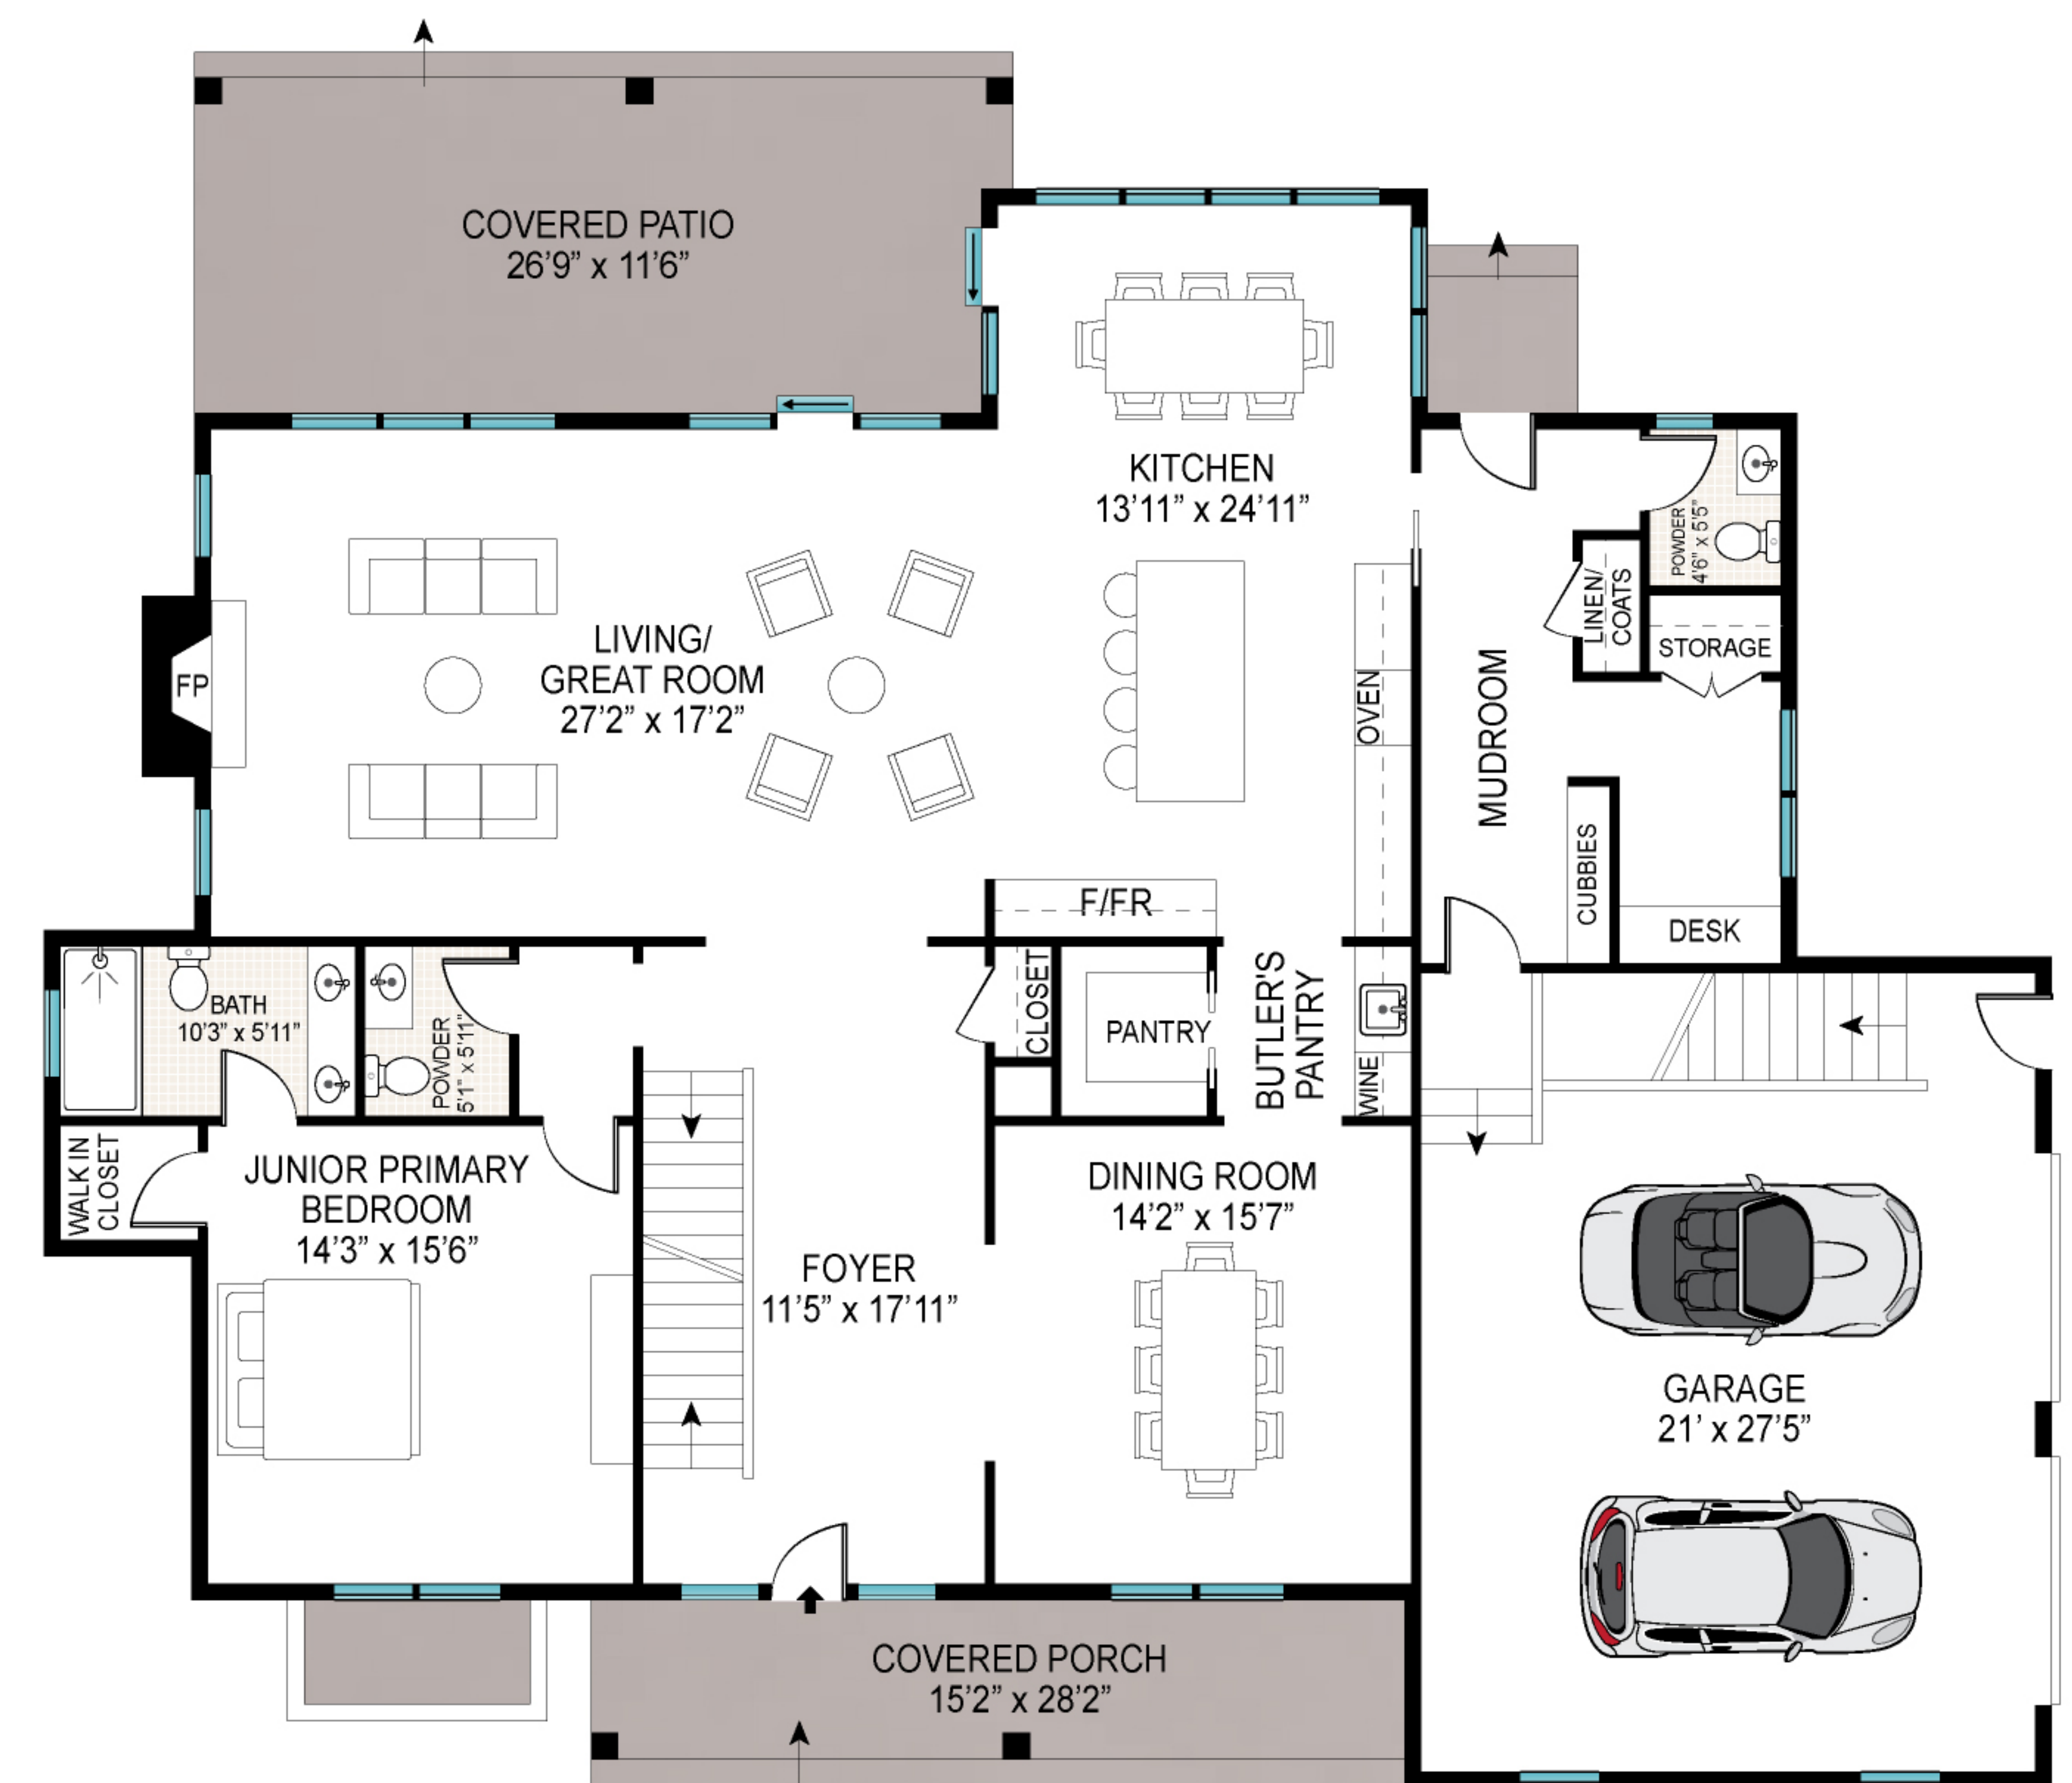 COVERED PATIO
26’9” x 11’6”
KITCHEN
13’11” x 24’11”
POWDER
4’6” x 5’5”
LINEN/
COATS
STORAGE
LIVING/
GREAT ROOM
27’2” x 17’2”
FP
OVEN
MUDROOM
CUBBIES
DESK
F/FR
BATH
10’3” x 5’11”
POWDER
5’1” x 5’11”
CLOSET
PANTRY
BUTLER'S
PANTRY
WINE
WALK IN
CLOSET
JUNIOR PRIMARY
BEDROOM
14’3” x 15’6”
DINING ROOM
14’2” x 15’7”
FOYER
11’5” x 17’11”
GARAGE
21’ x 27’5”
COVERED PORCH
15’2” x 28’2”